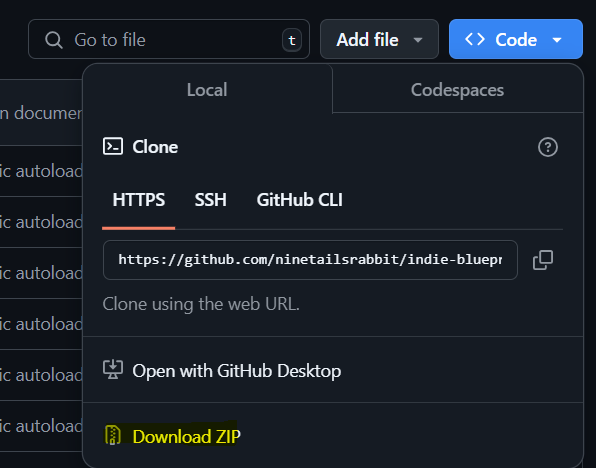 Go to file
t
Add file
Code
Local
Codespaces
n documen
Clone
ic autoload
HTTPS
SSH
GitHub CLI
ic autoload
https://github.com/ninetailsrabbit/indie-bluepr
ic autoload
Clone using the web URL.
ic autoload
Open with GitHub Desktop
ic autoload
ic autoload
Download ZIP